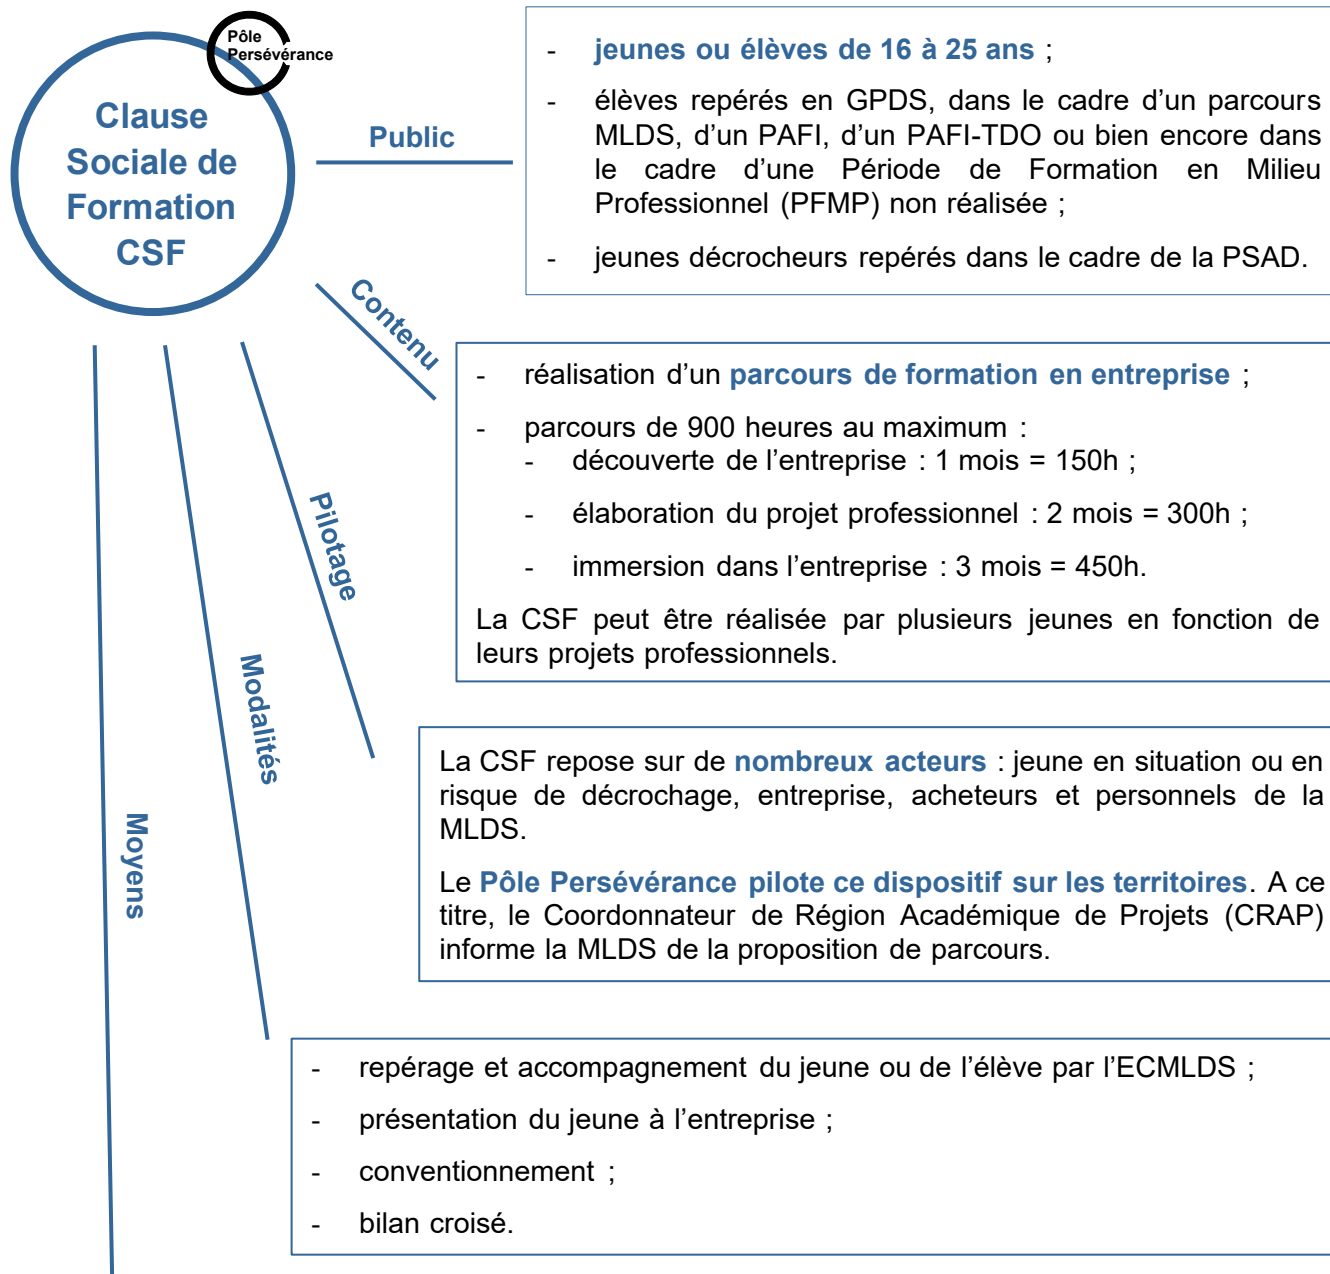 Pôle
Persévérance
Clause
Sociale de
Formation
CSF
Public
- jeunes ou élèves de 16 à 25 ans ;
- élèves repérés en GPDS, dans le cadre d’un parcours
MLDS, d’un PAFI, d’un PAFI-TDO ou bien encore dans
le cadre d’une Période de Formation en Milieu
Professionnel (PFMP) non réalisée ;
- jeunes décrocheurs repérés dans le cadre de la PSAD.
Contenu
- réalisation d’un parcours de formation en entreprise ;
- parcours de 900 heures au maximum :
- découverte de l’entreprise : 1 mois = 150h ;
- élaboration du projet professionnel : 2 mois = 300h ;
- immersion dans l’entreprise : 3 mois = 450h.
La CSF peut être réalisée par plusieurs jeunes en fonction de
leurs projets professionnels.
Pilotage
La CSF repose sur de nombreux acteurs : jeune en situation ou en
risque de décrochage, entreprise, acheteurs et personnels de la
MLDS.
Le Pôle Persévérance pilote ce dispositif sur les territoires. A ce
titre, le Coordonnateur de Région Académique de Projets (CRAP)
informe la MLDS de la proposition de parcours.
Modalités
- repérage et accompagnement du jeune ou de l’élève par l’ECMLDS ;
- présentation du jeune à l’entreprise ;
- conventionnement ;
- bilan croisé.
Moyens